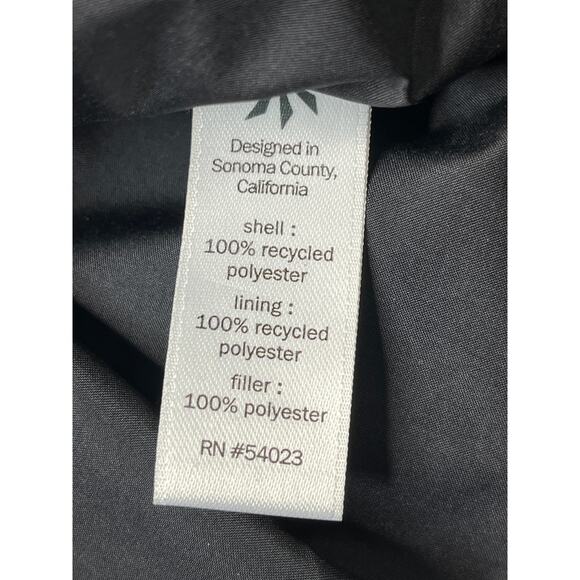 Designed in
Sonoma County,
California
shell :
100% recycled
polyester
lining :
100% recycled
polyester
filler :
100% polyester
RN #54023